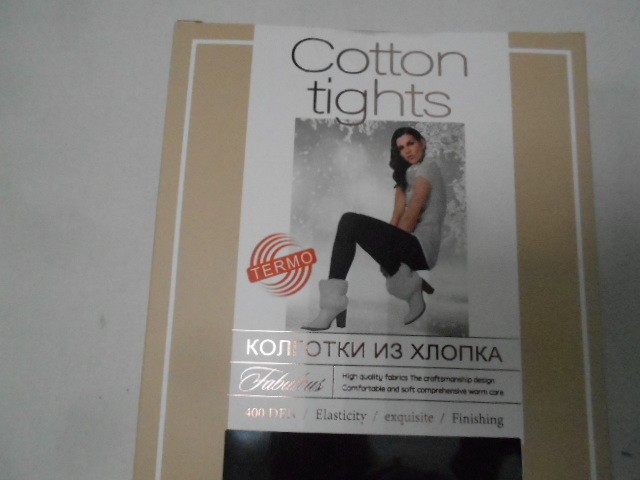 Cotton
tights
TERMO
КОЛГОТКИ ИЗ ХЛОПКА
Fabulous
High quality fabrics The craftsmanship design
Comfortable and soft comprehensive warm care
400 DEN / Elasticity / exquisite / Finishing